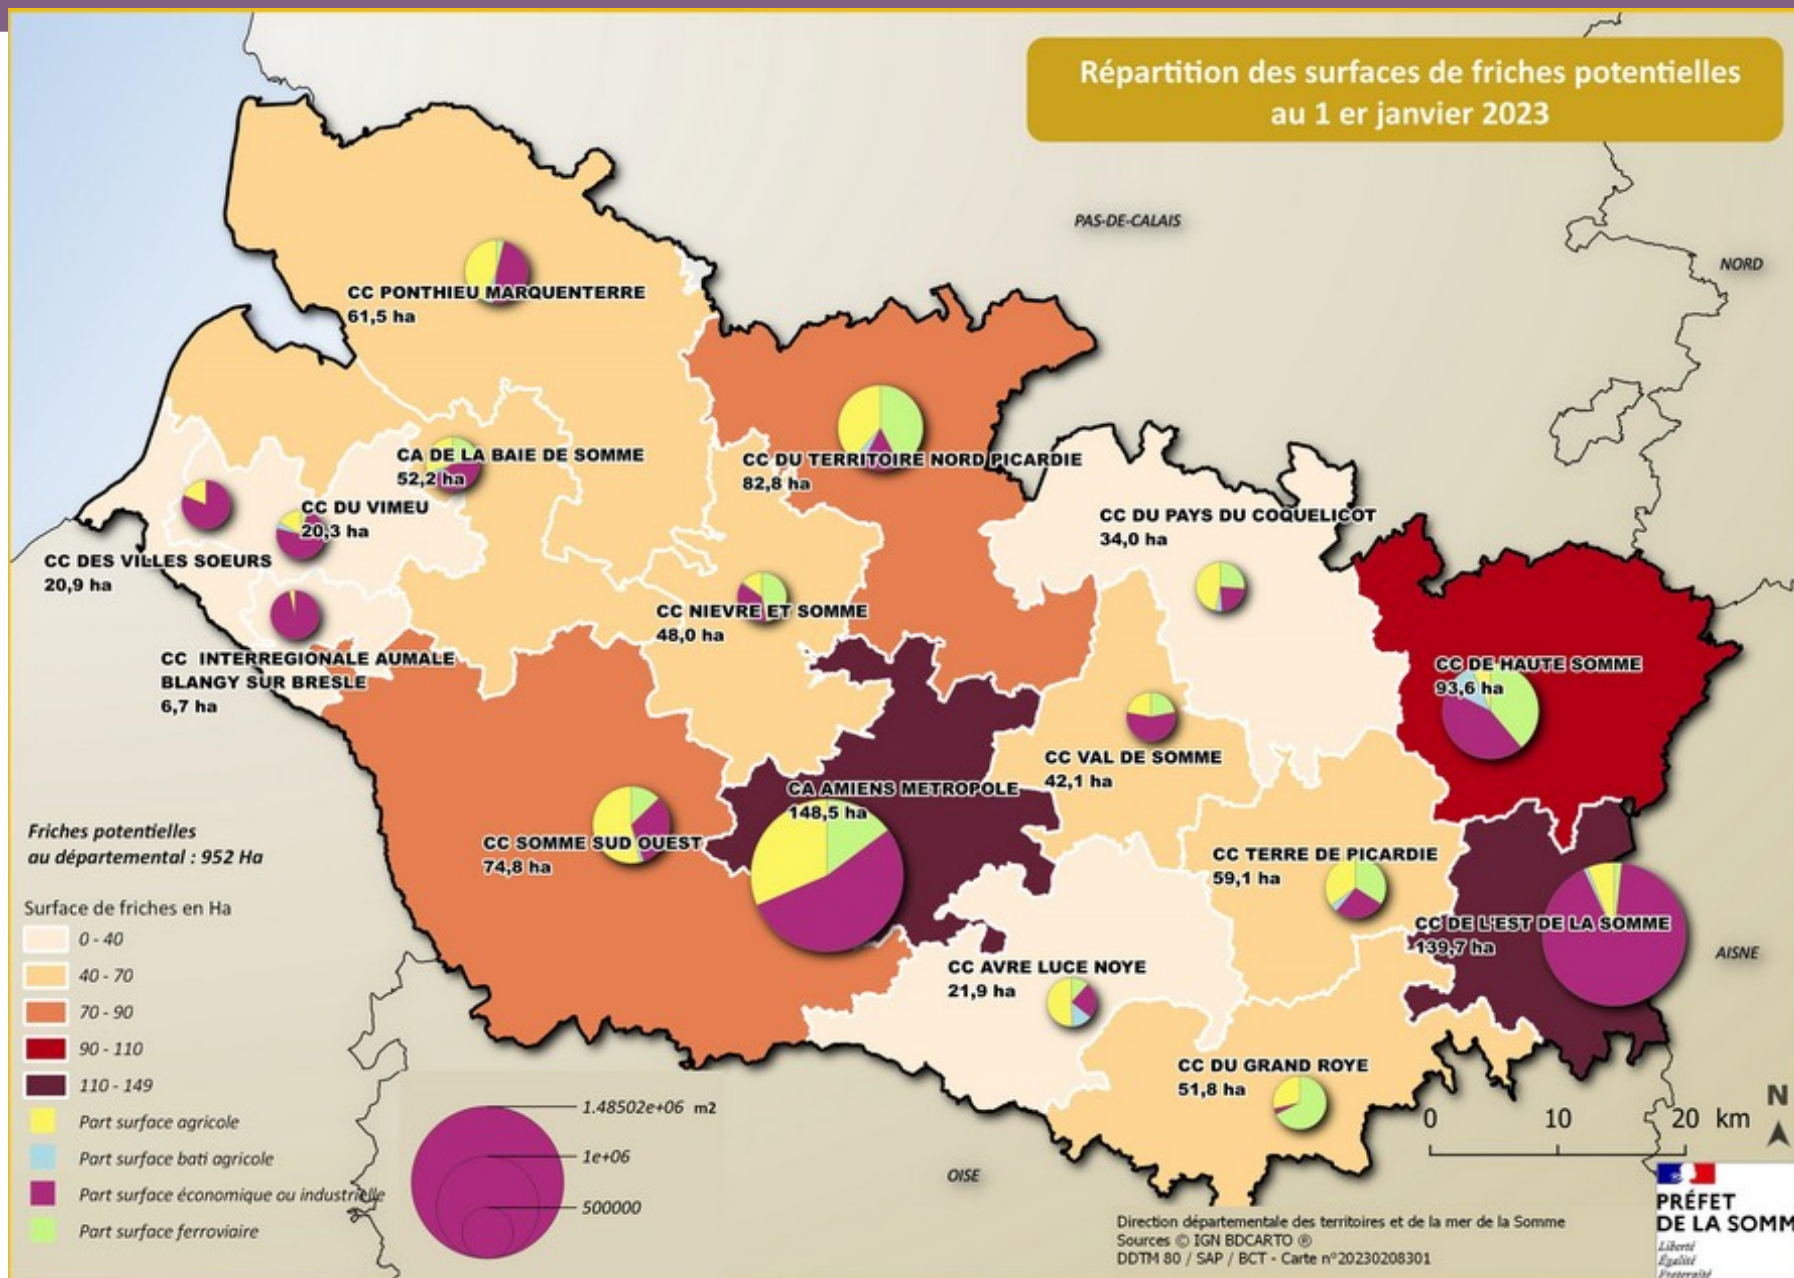 Répartition des surfaces de friches potentielles
au 1 er janvier 2023
PAS-DE-CALAIS
NORD
CC PONTHIEU MARQUENTERRE
61,5 ha
CA DE LA BAIE DE SOMME
52,2 ha
CC DU TERRITOIRE NORD PICARDIE
82,8 ha
CC DU VIMEU
20,3 ha
CC DU PAYS DU COQUELICOT
34,0 ha
CC DES VILLES SOEURS
20,9 ha
CC NIEVRE ET SOMME
48,0 ha
CC INTERREGIONALE AUMALE
BLANGY SUR BRESLE
6,7 ha
CC DE HAUTE SOMME
93,6 ha
CC VAL DE SOMME
42,1 ha
CA AMIENS METROPOLE
148,5 ha
CC SOMME SUD OUEST
74,8 ha
CC TERRE DE PICARDIE
59,1 ha
CC DE L'EST DE LA SOMME
139,7 ha
AISNE
CC AVRE LUCE NOYE
21,9 ha
CC DU GRAND ROYE
51,8 ha
OISE
Friches potentielles
au départemental : 952 Ha
Surface de friches en Ha
0 - 40
40 - 70
70 - 90
90 - 110
110 - 149
Part surface agricole
Part surface bati agricole
Part surface économique ou industrielle
Part surface ferroviaire
1.48502e+06 m2
1e+06
500000
N
0 10 20 km
Direction départementale des territoires et de la mer de la Somme
Sources © IGN BDCARTO ®
DDTM 80 / SAP / BCT - Carte n°20230208301
PRÉFET
DE LA SOMM
Liberté
Égalité
Fraternité